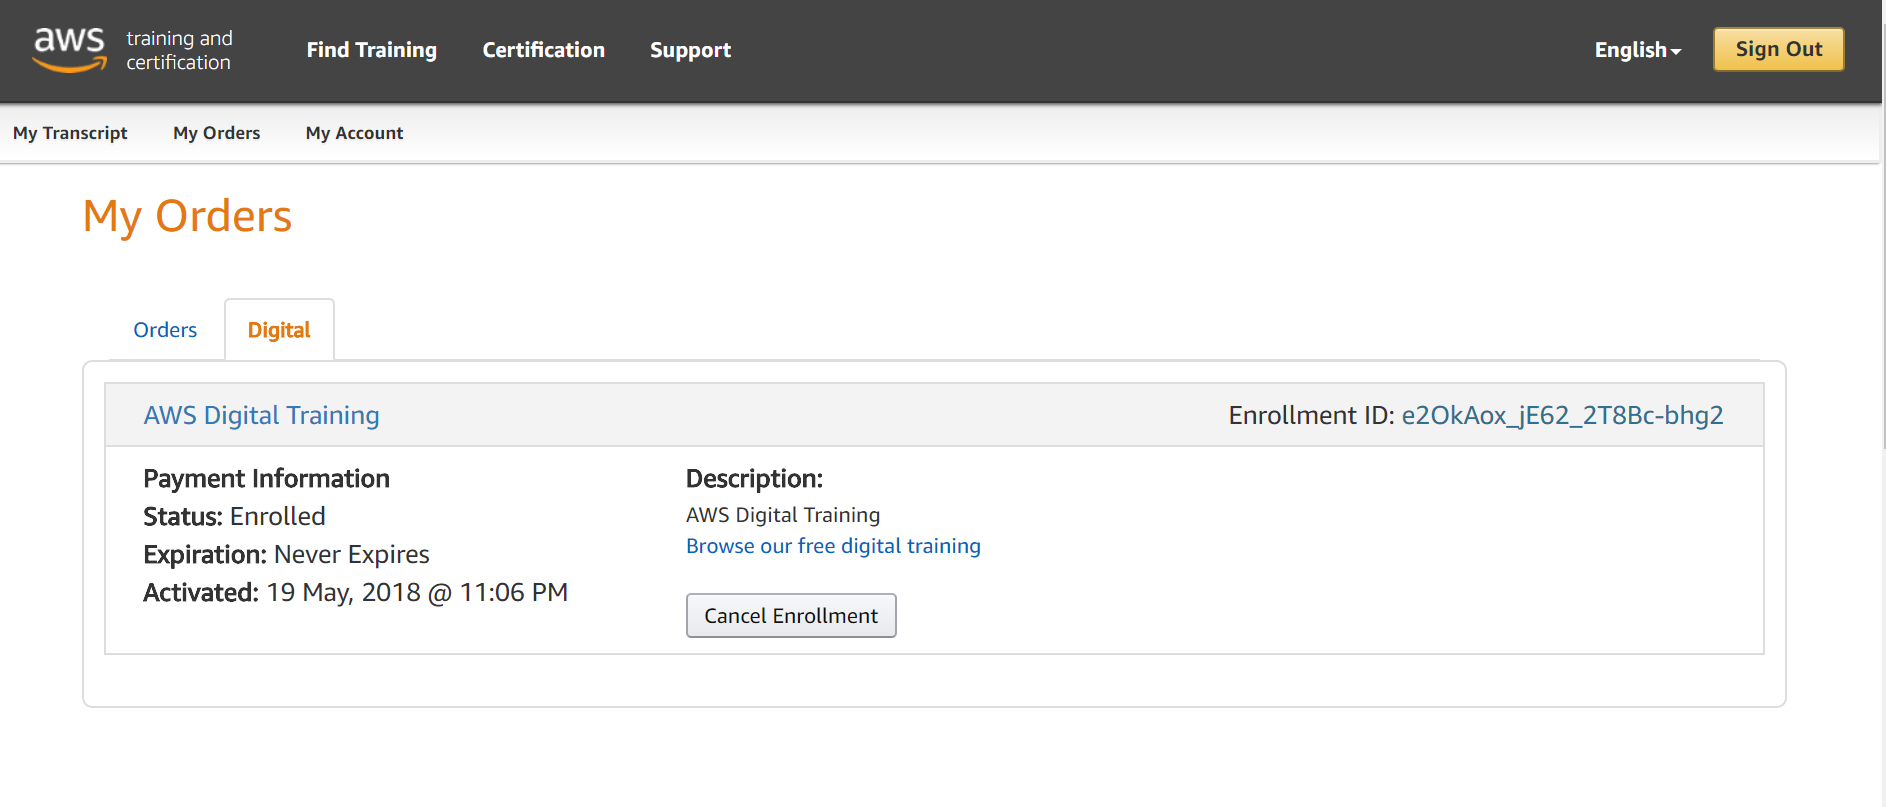 aws training and certification
Find Training Certification Support English Sign Out
My Transcript My Orders My Account
My Orders
Orders Digital
AWS Digital Training Enrollment ID: e2OkAox_jE62_2T8Bc-bhg2
Payment Information Description:
Status: Enrolled AWS Digital Training
Expiration: Never Expires Browse our free digital training
Activated: 19 May, 2018 @ 11:06 PM
Cancel Enrollment